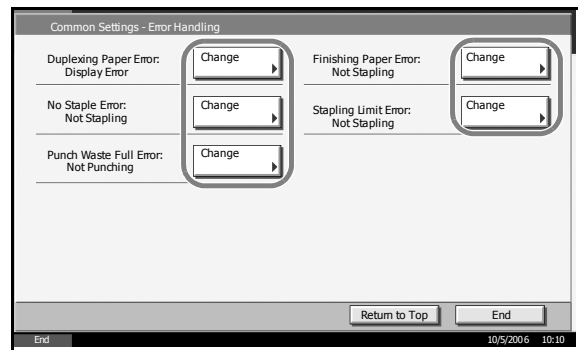 Common Settings - Error Handling
Duplexing Paper Error:
Display Error
Change
Finishing Paper Error:
Not Stapling
Change
No Staple Error:
Not Stapling
Change
Stapling Limit Error:
Not Stapling
Change
Punch Waste Full Error:
Not Punching
Change
Return to Top
End
End
10/5/2006 10:10